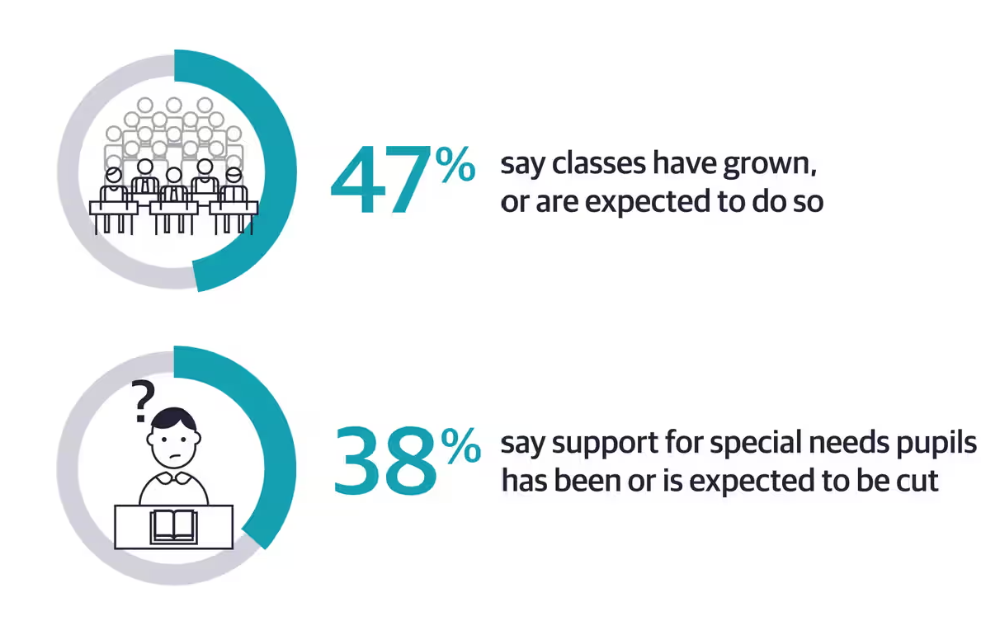 47%
say classes have grown,
or are expected to do so
?
38%
say support for special needs pupils
has been or is expected to be cut